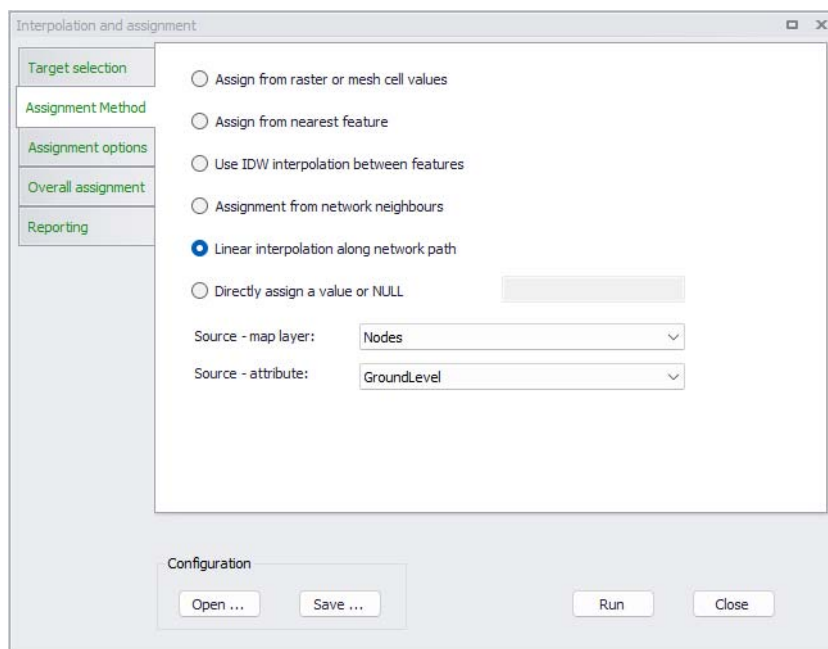 Interpolation and assignment
Target selection
Assignment Method
Assignment options
Overall assignment
Reporting
Assign from raster or mesh cell values
Assign from nearest feature
Use IDW interpolation between features
Assignment from network neighbours
Linear interpolation along network path
Directly assign a value or NULL
Source - map layer: Nodes
Source - attribute: GroundLevel
Configuration
Open ... Save ... Run Close